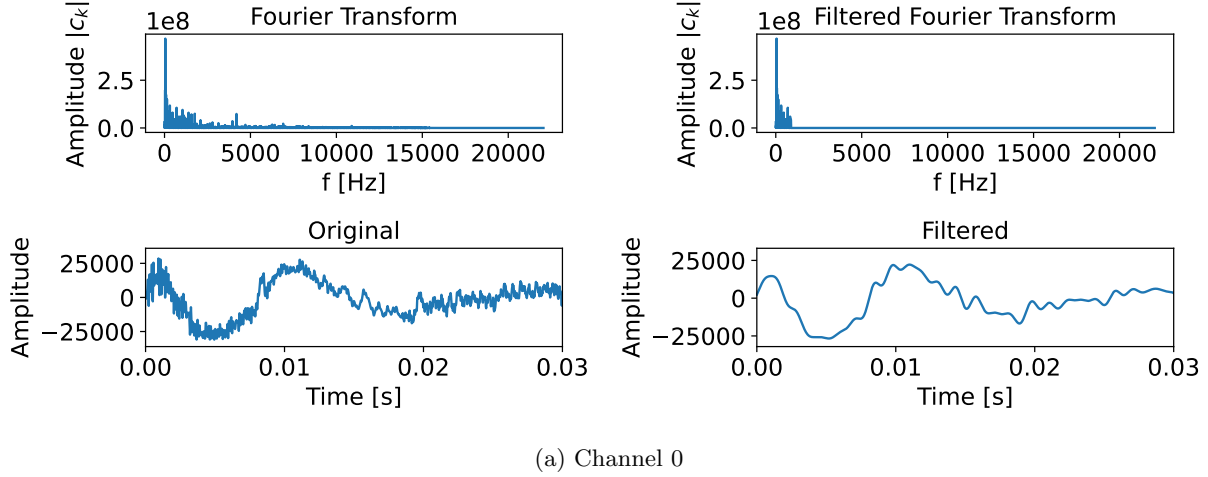 Fourier Transform
1e8
Amplitude |c_k|
2.5
0.0
0 5000 10000 15000 20000
f [Hz]
Filtered Fourier Transform
1e8
Amplitude |c_k|
2.5
0.0
0 5000 10000 15000 20000
f [Hz]
Original
Amplitude
25000
0
−25000
0.00 0.01 0.02 0.03
Time [s]
Filtered
Amplitude
25000
0
−25000
0.00 0.01 0.02 0.03
Time [s]
(a) Channel 0